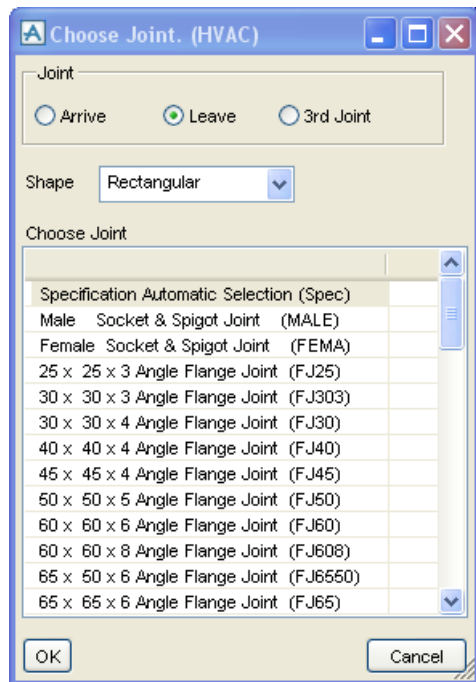 Choose Joint. (HVAC)
Joint
Arrive Leave 3rd Joint
Shape Rectangular
Choose Joint
Specification Automatic Selection (Spec)
Male Socket & Spigot Joint (MALE)
Female Socket & Spigot Joint (FEMA)
25 x 25 x 3 Angle Flange Joint (FJ25)
30 x 30 x 3 Angle Flange Joint (FJ303)
30 x 30 x 4 Angle Flange Joint (FJ30)
40 x 40 x 4 Angle Flange Joint (FJ40)
45 x 45 x 4 Angle Flange Joint (FJ45)
50 x 50 x 5 Angle Flange Joint (FJ50)
60 x 60 x 6 Angle Flange Joint (FJ60)
60 x 60 x 8 Angle Flange Joint (FJ608)
65 x 50 x 6 Angle Flange Joint (FJ6550)
65 x 65 x 6 Angle Flange Joint (FJ65)
OK Cancel